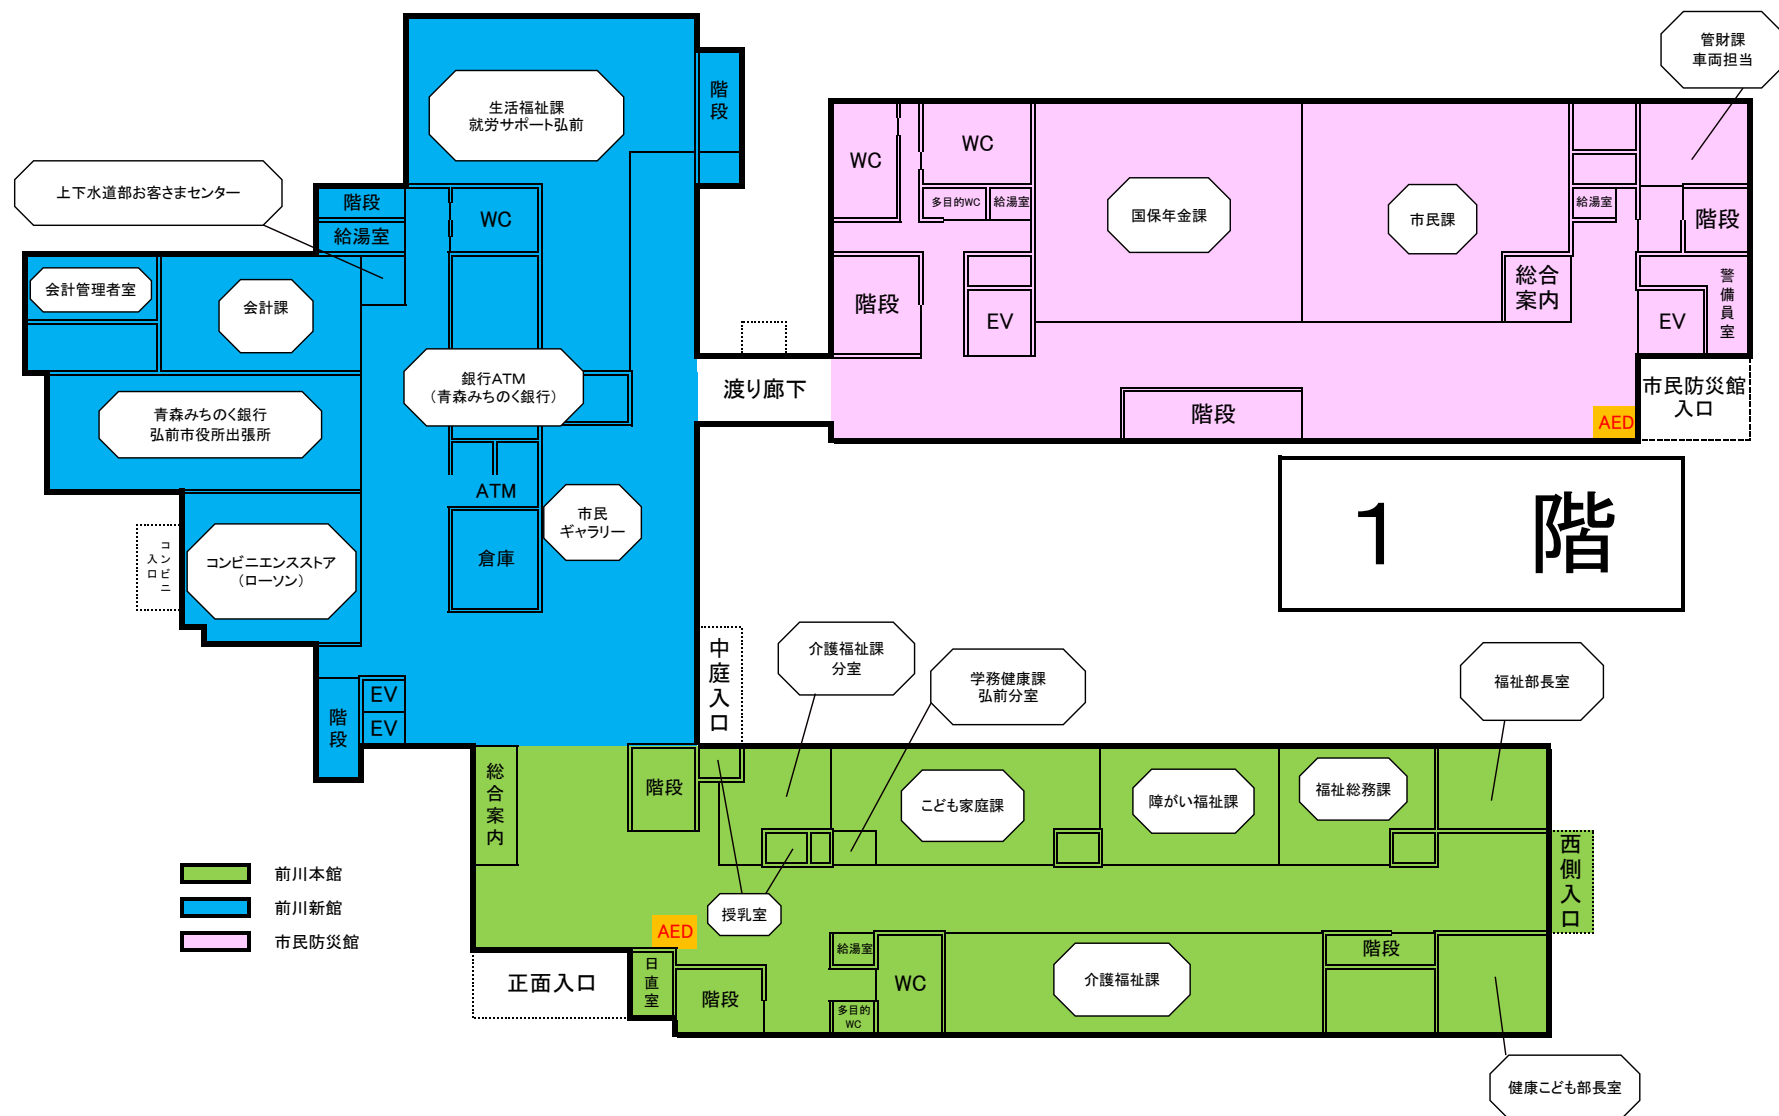 管財課
車両担当
生活福祉課
就労サポート弘前
階段
WC
WC
多目的WC
給湯室
国保年金課
市民課
給湯室
階段
上下水道部お客さまセンター
階段
給湯室
WC
会計管理者室
会計課
階段
EV
総合
案内
EV
警備員室
銀行ATM
（青森みちのく銀行）
渡り廊下
階段
市民防災館
入口
AED
青森みちのく銀行
弘前市役所出張所
ATM
市民
ギャラリー
倉庫
コンビニ
入口
コンビニエンスストア
（ローソン）
1 階
中庭入口
介護福祉課
分室
学務健康課
弘前分室
福祉部長室
階段
EV
EV
総合案内
階段
こども家庭課
障がい福祉課
福祉総務課
西側入口
前川本館
前川新館
市民防災館
授乳室
AED
正面入口
日直室
階段
給湯室
多目的
WC
WC
介護福祉課
階段
健康こども部長室